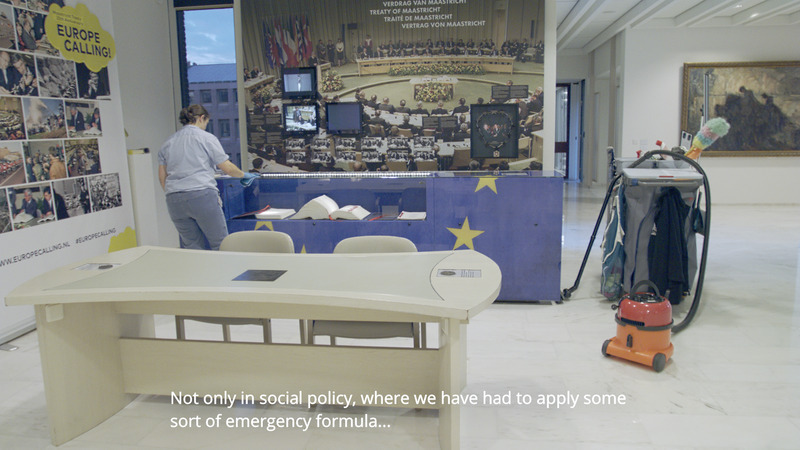 EUROPE
CALLING!
VERDRAG VAN MAASTRICHT
TREATY OF MAASTRICHT
TRAITÉ DE MAASTRICHT
VERTRAG VON MAASTRICHT
WWW.EUROPECALLING.NL #EUROPECALLING
Not only in social policy, where we have had to apply some
sort of emergency formula...